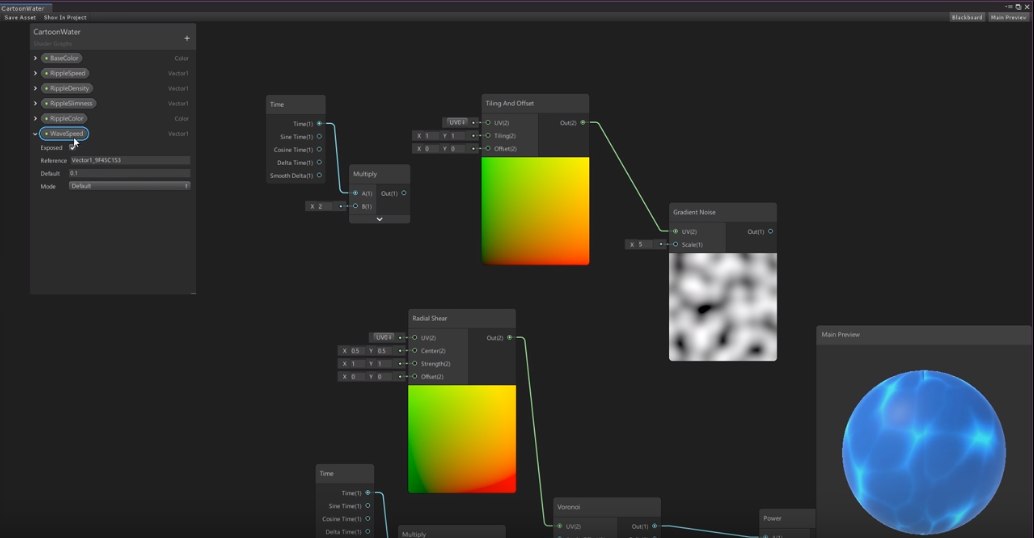 CartoonWater
Save Asset Show In Project
Blackboard Main Preview
CartoonWater
Shader Graphs
+
BaseColor Color
RippleSpeed Vector1
RippleDensity Vector1
RippleSlimness Vector1
RippleColor Color
WaveSpeed Vector1
Exposed
Reference Vector1_9F45C153
Default 0.1
Mode Default
Time
Time(1)
Sine Time(1)
Cosine Time(1)
Delta Time(1)
Smooth Delta(1)
Multiply
A(1) Out(1)
X 2 B(1)
Tiling And Offset
UV0 UV(2) Out(2)
X 1 Y 1 Tiling(2)
X 0 Y 0 Offset(2)
Gradient Noise
UV(2) Out(1)
X 5 Scale(1)
Radial Shear
UV0 UV(2) Out(2)
X 0.5 Y 0.5 Center(2)
X 1 Y 1 Strength(2)
X 0 Y 0 Offset(2)
Main Preview
Time
Time(1)
Sine Time(1)
Cosine Time(1)
Delta Time(1)
Multiply
Voronoi
UV(2) Out(1)
Power